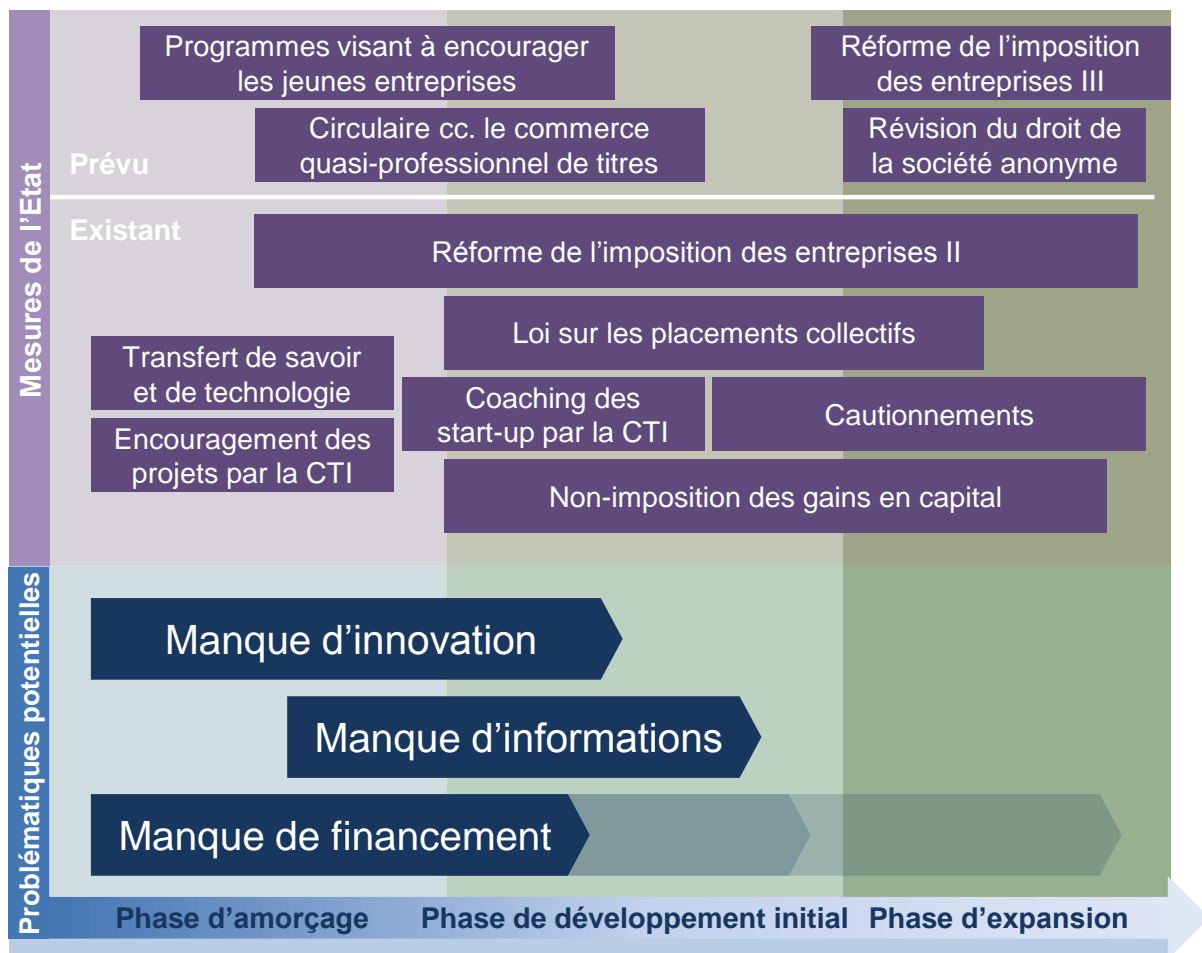 Mesures de l'Etat
Programmes visant à encourager
les jeunes entreprises
Réforme de l'imposition
des entreprises III
Circulaire cc. le commerce
quasi-professionnel de titres
Révision du droit de
la société anonyme
Prévu
Existant
Réforme de l'imposition des entreprises II
Loi sur les placements collectifs
Transfert de savoir
et de technologie
Coaching des
start-up par la CTI
Cautionnements
Encouragement des
projets par la CTI
Non-imposition des gains en capital
Problématiques potentielles
Manque d'innovation
Manque d'informations
Manque de financement
Phase d'amorçage
Phase de développement initial
Phase d'expansion